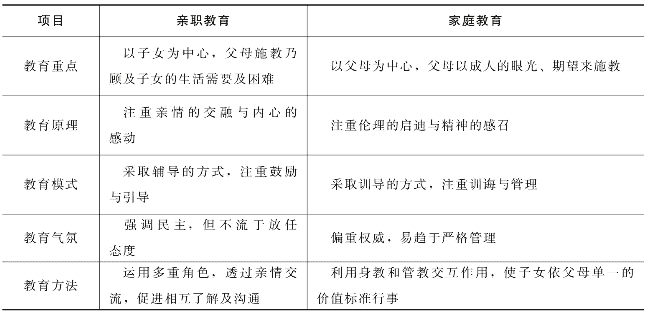 项目 亲职教育 家庭教育
教育重点 以子女为中心，父母施教乃顾及子女的生活需要及困难 以父母为中心，父母以成人的眼光、期望来施教
教育原理 注重亲情的交融与内心的感动 注重伦理的启迪与精神的感召
教育模式 采取辅导的方式，注重鼓励与引导 采取训导的方式，注重训诲与管理
教育气氛 强调民主，但不流于放任态度 偏重权威，易趋于严格管理
教育方法 运用多重角色，透过亲情交流，促进相互了解及沟通 利用身教和管教交互作用，使子女依父母单一的价值标准行事